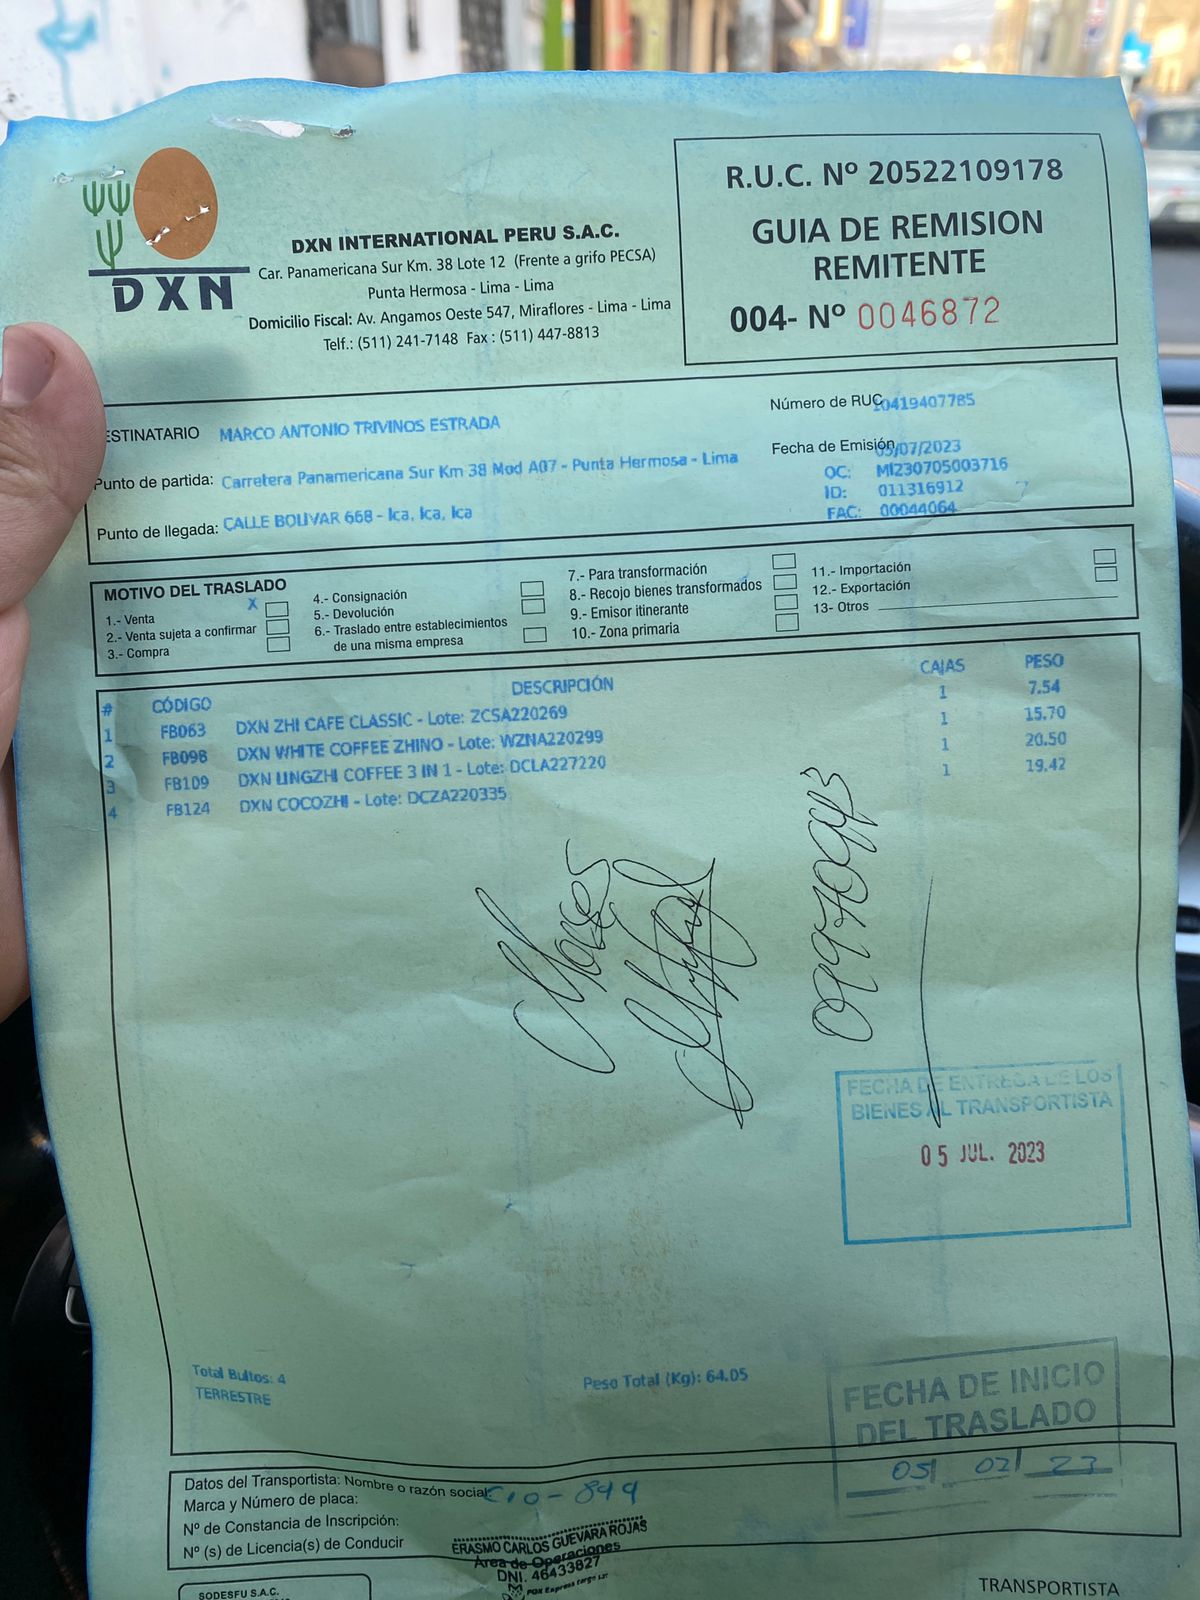 DXN
DXN INTERNATIONAL PERU S.A.C.
Car. Panamericana Sur Km. 38 Lote 12 (Frente a grifo PECSA)
Punta Hermosa - Lima - Lima
Domicilio Fiscal: Av. Angamos Oeste 547, Miraflores - Lima - Lima
Telf.: (511) 241-7148 Fax : (511) 447-8813
R.U.C. Nº 20522109178
GUIA DE REMISION
REMITENTE
004- Nº 0046872
ESTINATARIO MARCO ANTONIO TRIVINOS ESTRADA
Número de RUC 10419407785
Punto de partida: Carretera Panamericana Sur Km 38 Mod A07 - Punta Hermosa - Lima
Fecha de Emisión 05/07/2023
OC: MI230705003716
ID: 011316912
FAC: 00044064
Punto de llegada: CALLE BOLIVAR 668 - Ica, Ica, Ica
MOTIVO DEL TRASLADO
1.- Venta X
2.- Venta sujeta a confirmar
3.- Compra
4.- Consignación
5.- Devolución
6.- Traslado entre establecimientos
de una misma empresa
7.- Para transformación
8.- Recojo bienes transformados
9.- Emisor itinerante
10.- Zona primaria
11.- Importación
12.- Exportación
13- Otros
# CÓDIGO DESCRIPCIÓN CAJAS PESO
1 FB063 DXN ZHI CAFE CLASSIC - Lote: ZCSA220269 1 7.54
2 FB098 DXN WHITE COFFEE ZHINO - Lote: WZNA220299 1 15.70
3 FB109 DXN LINGZHI COFFEE 3 IN 1 - Lote: DCLA227220 1 20.50
4 FB124 DXN COCOZHI - Lote: DCZA220335 1 19.42
Moises
FECHA DE ENTREGA DE LOS
BIENES AL TRANSPORTISTA
05 JUL. 2023
Total Bultos: 4
TERRESTRE
Peso Total (Kg): 64.05
FECHA DE INICIO
DEL TRASLADO
05/ 02/ 23
Datos del Transportista: Nombre o razón social:
Marca y Número de placa: C10-899
Nº de Constancia de Inscripción:
Nº (s) de Licencia(s) de Conducir
ERASMO CARLOS GUEVARA ROJAS
Area de Operaciones
DNI. 46433827
Express Cargo
SODESFU S.A.C.
TRANSPORTISTA